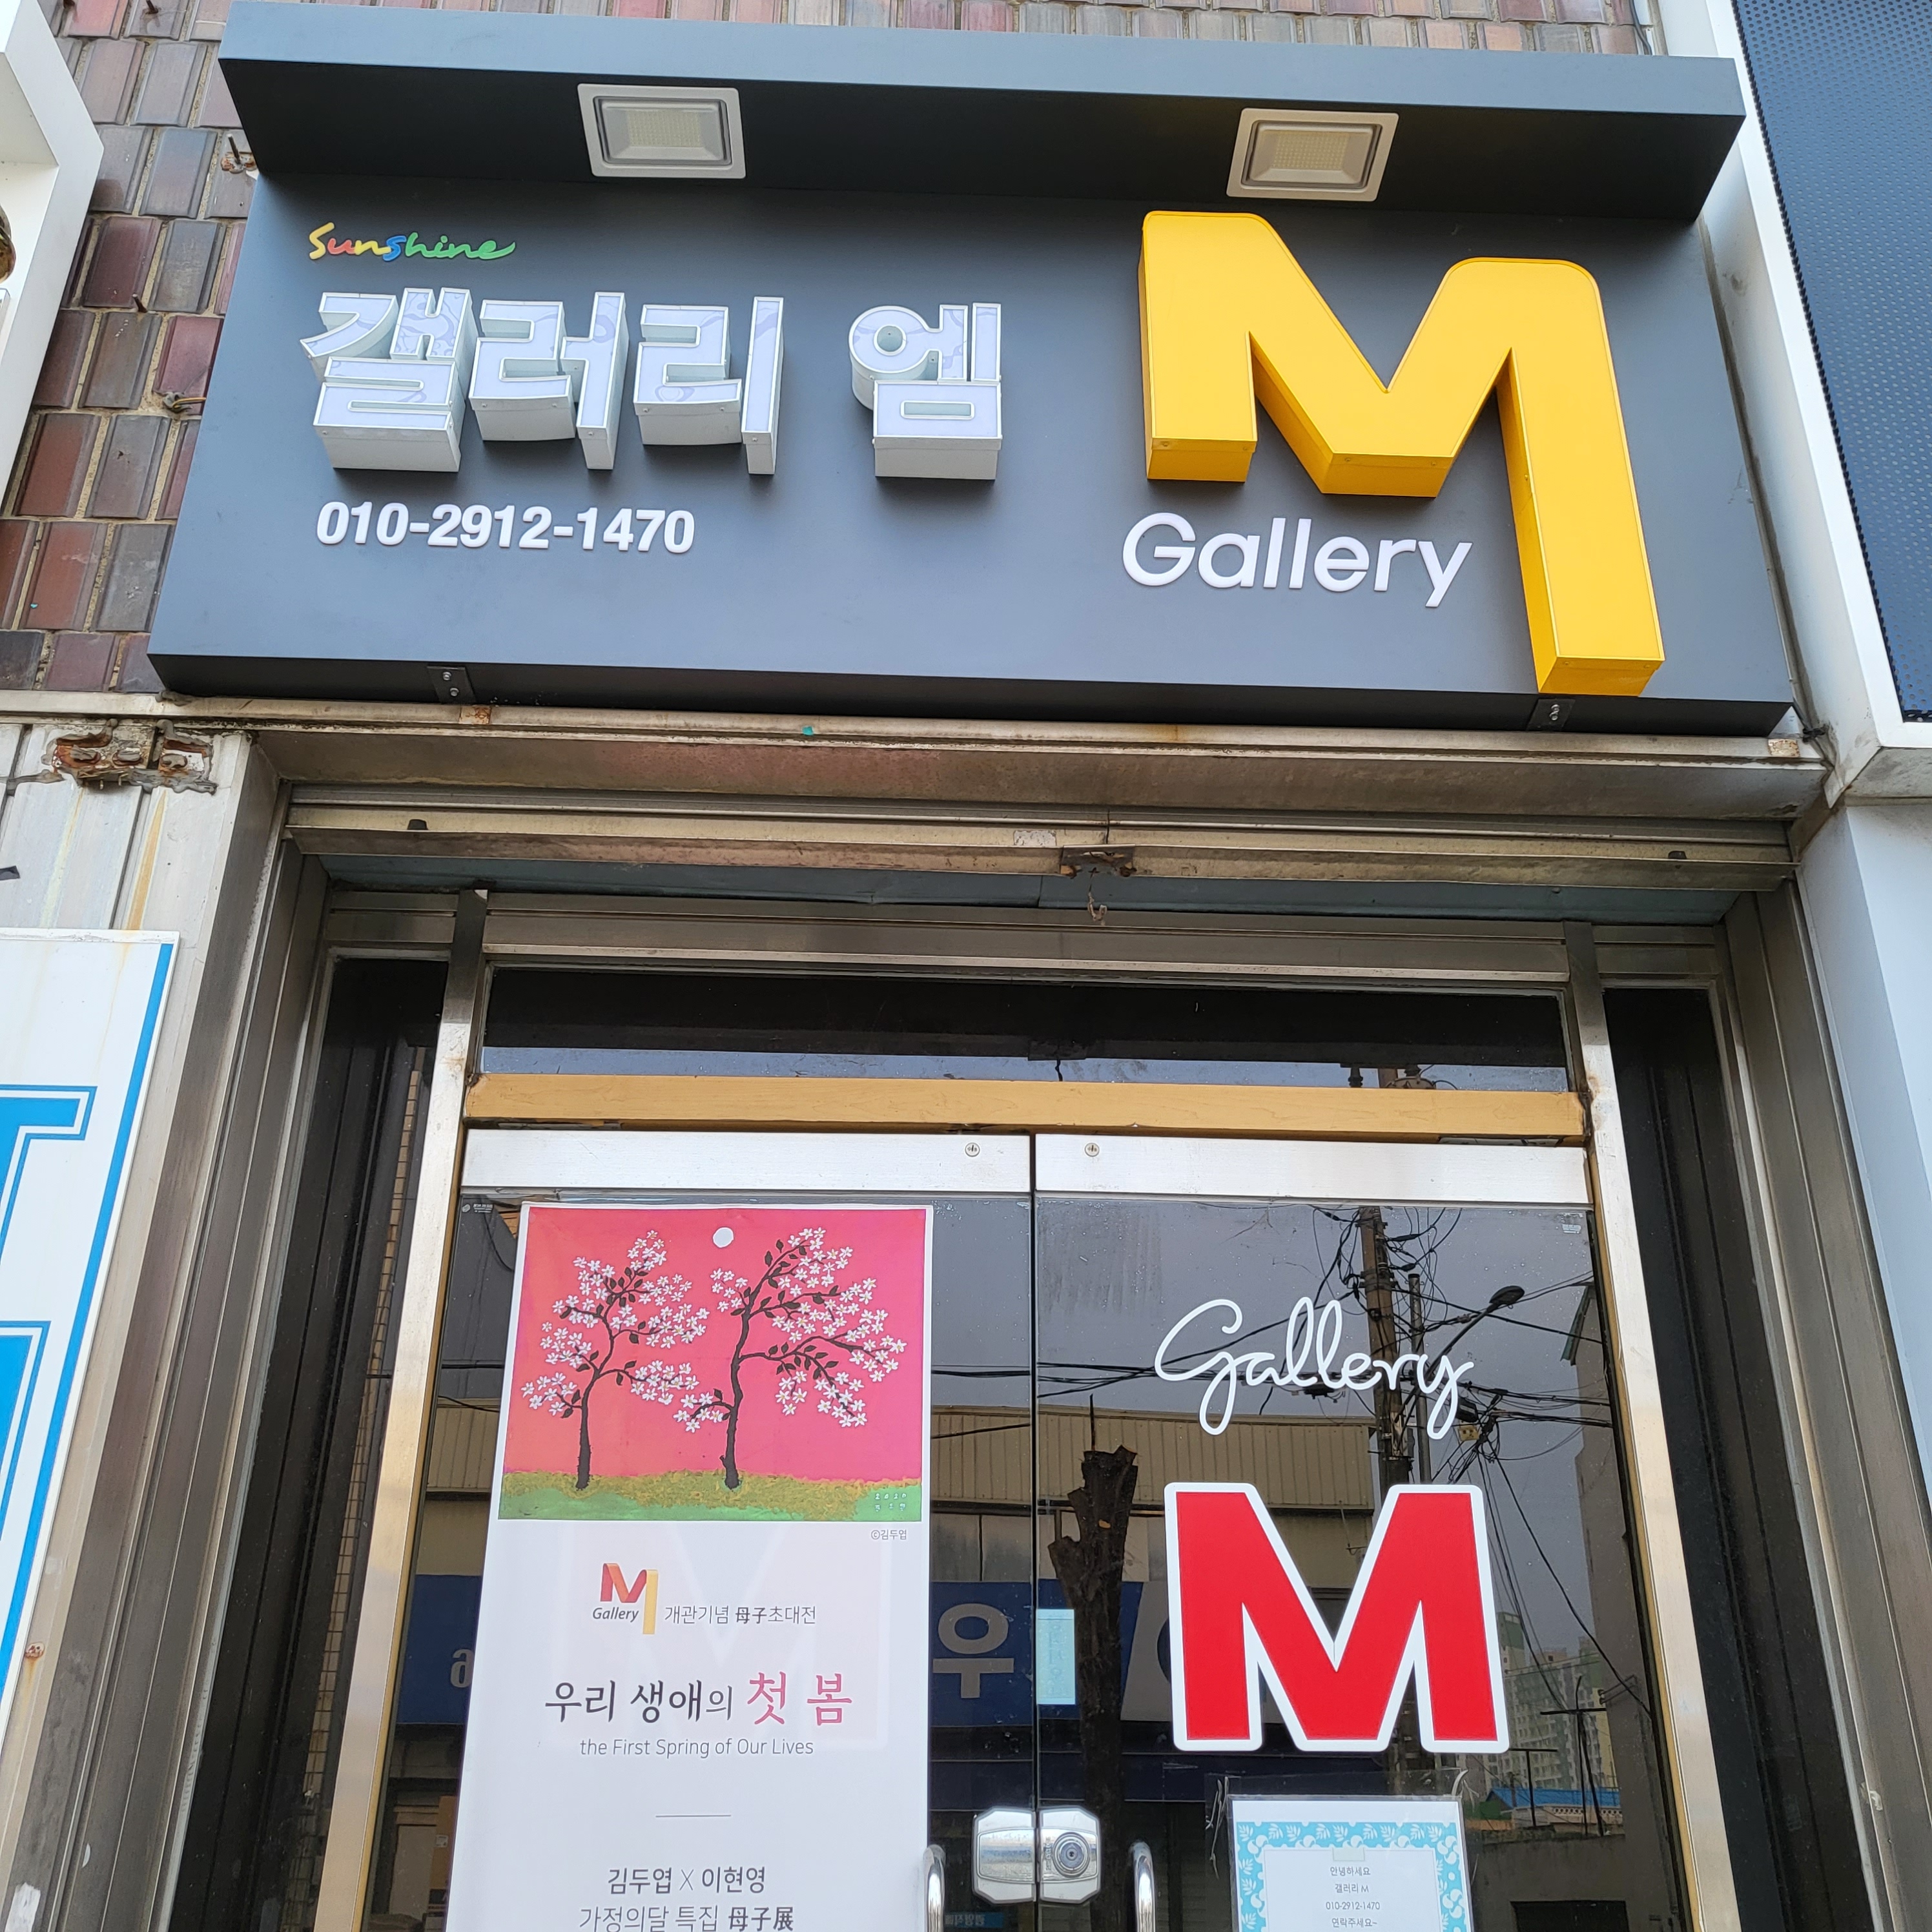 Sunshine
갤러리 엠
010-2912-1470
M
Gallery
©김두엽
M
Gallery
개관기념 母子초대전
우리 생애의 첫 봄
the First Spring of Our Lives
김두엽 X 이현영
가정의달 특집 母子展
Gallery
M
안녕하세요
갤러리 M
010-2912-1470
연락주세요~
우